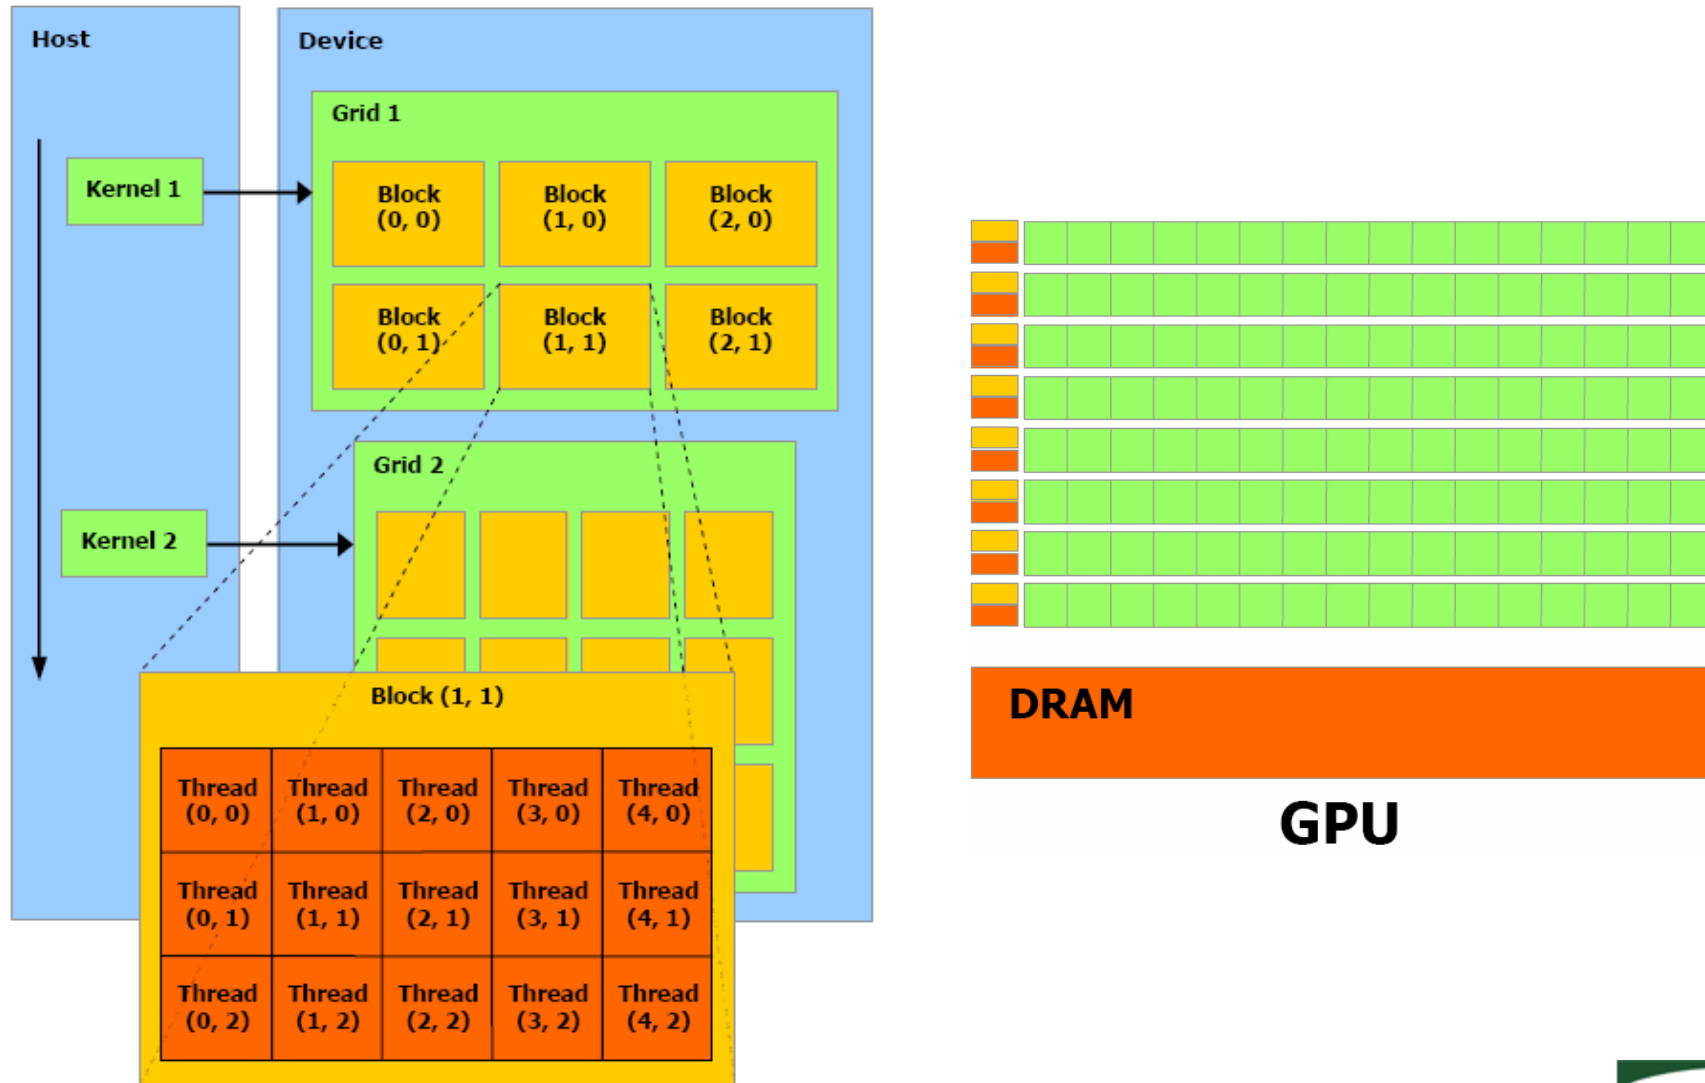 Host
Device
Grid 1
Kernel 1
Block
(0, 0)
Block
(1, 0)
Block
(2, 0)
Block
(0, 1)
Block
(1, 1)
Block
(2, 1)
Grid 2
Kernel 2
Block (1, 1)
Thread
(0, 0)
Thread
(1, 0)
Thread
(2, 0)
Thread
(3, 0)
Thread
(4, 0)
Thread
(0, 1)
Thread
(1, 1)
Thread
(2, 1)
Thread
(3, 1)
Thread
(4, 1)
Thread
(0, 2)
Thread
(1, 2)
Thread
(2, 2)
Thread
(3, 2)
Thread
(4, 2)
DRAM
GPU